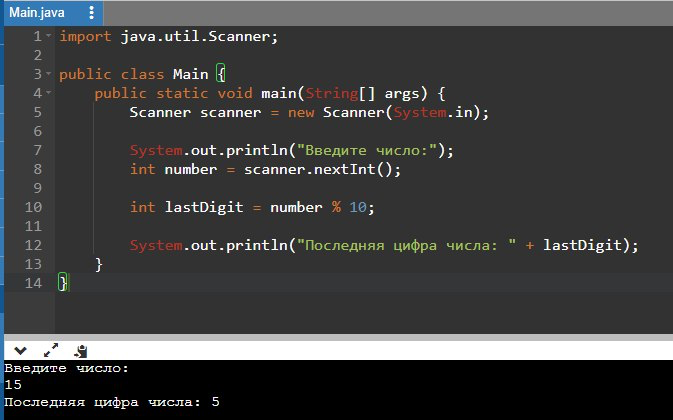 Main.java
1 import java.util.Scanner;
2
3 public class Main {
4 public static void main(String[] args) {
5 Scanner scanner = new Scanner(System.in);
6
7 System.out.println("Введите число:");
8 int number = scanner.nextInt();
9
10 int lastDigit = number % 10;
11
12 System.out.println("Последняя цифра числа: " + lastDigit);
13 }
14 }
Введите число:
15
Последняя цифра числа: 5